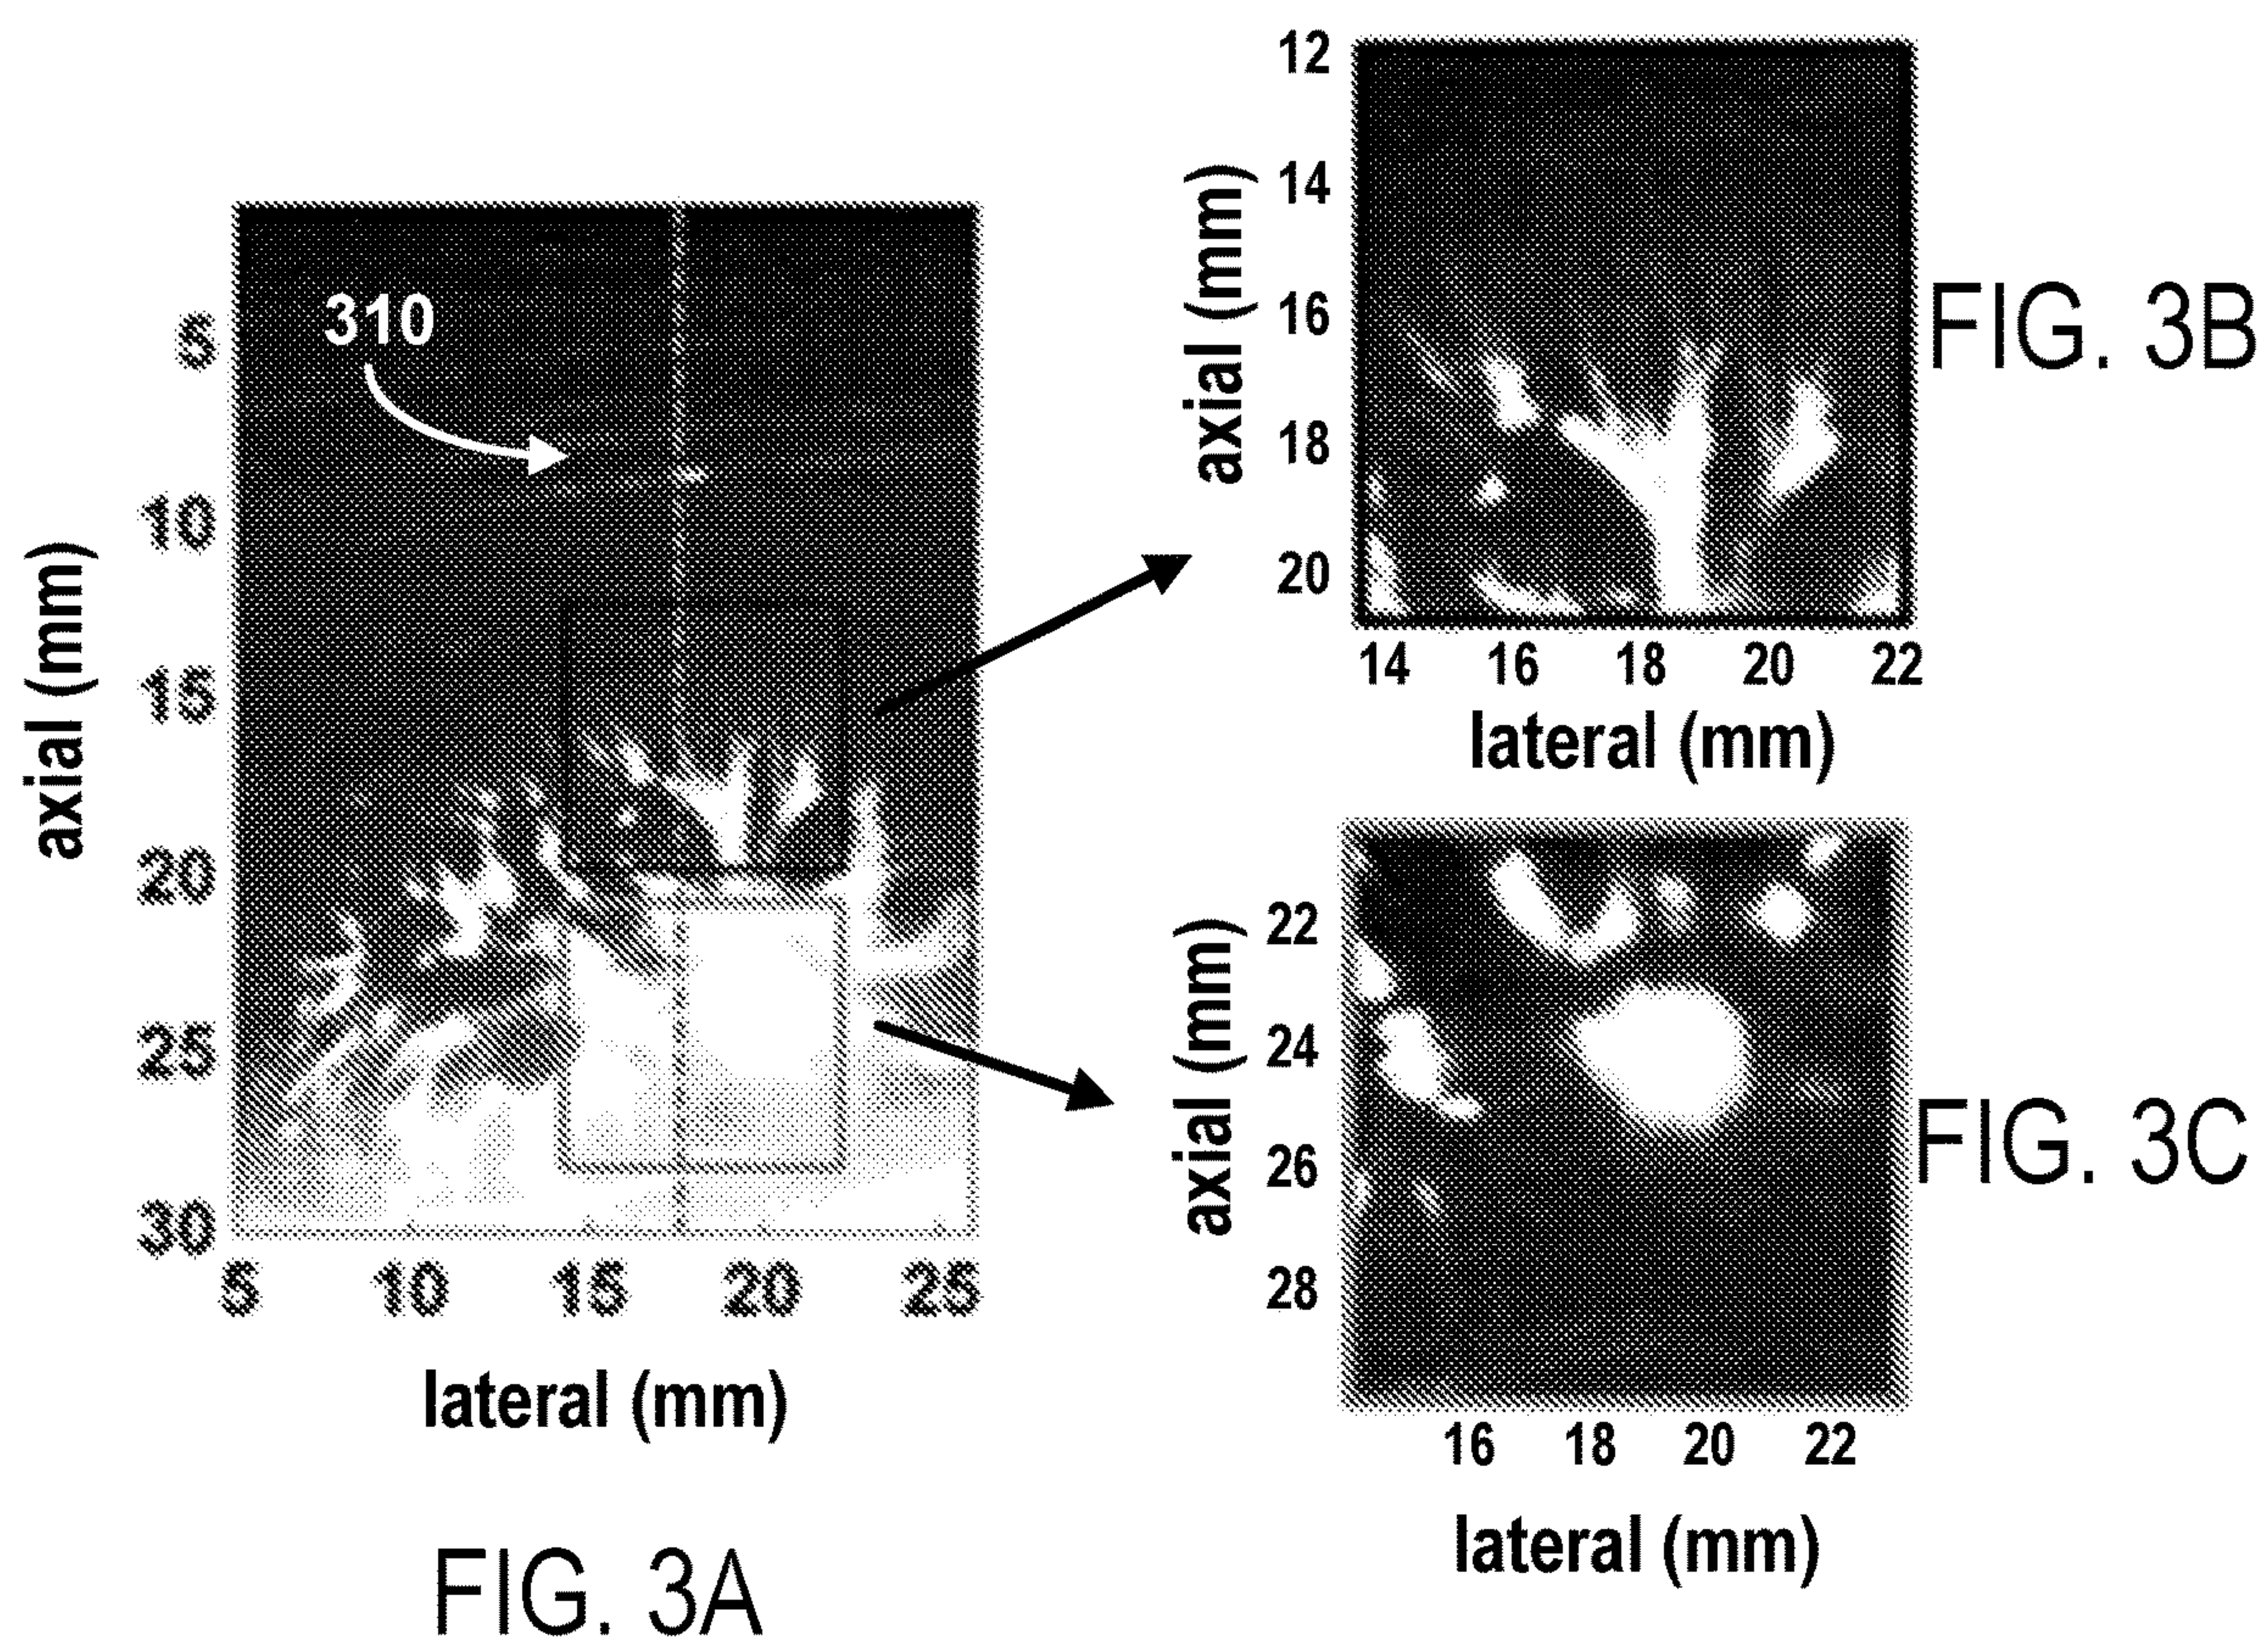 310
5
10
15
20
25
30
axial (mm)
5 10 15 20 25
lateral (mm)
FIG. 3A
12
14
16
18
20
axial (mm)
14 16 18 20 22
lateral (mm)
FIG. 3B
22
24
26
28
axial (mm)
16 18 20 22
lateral (mm)
FIG. 3C